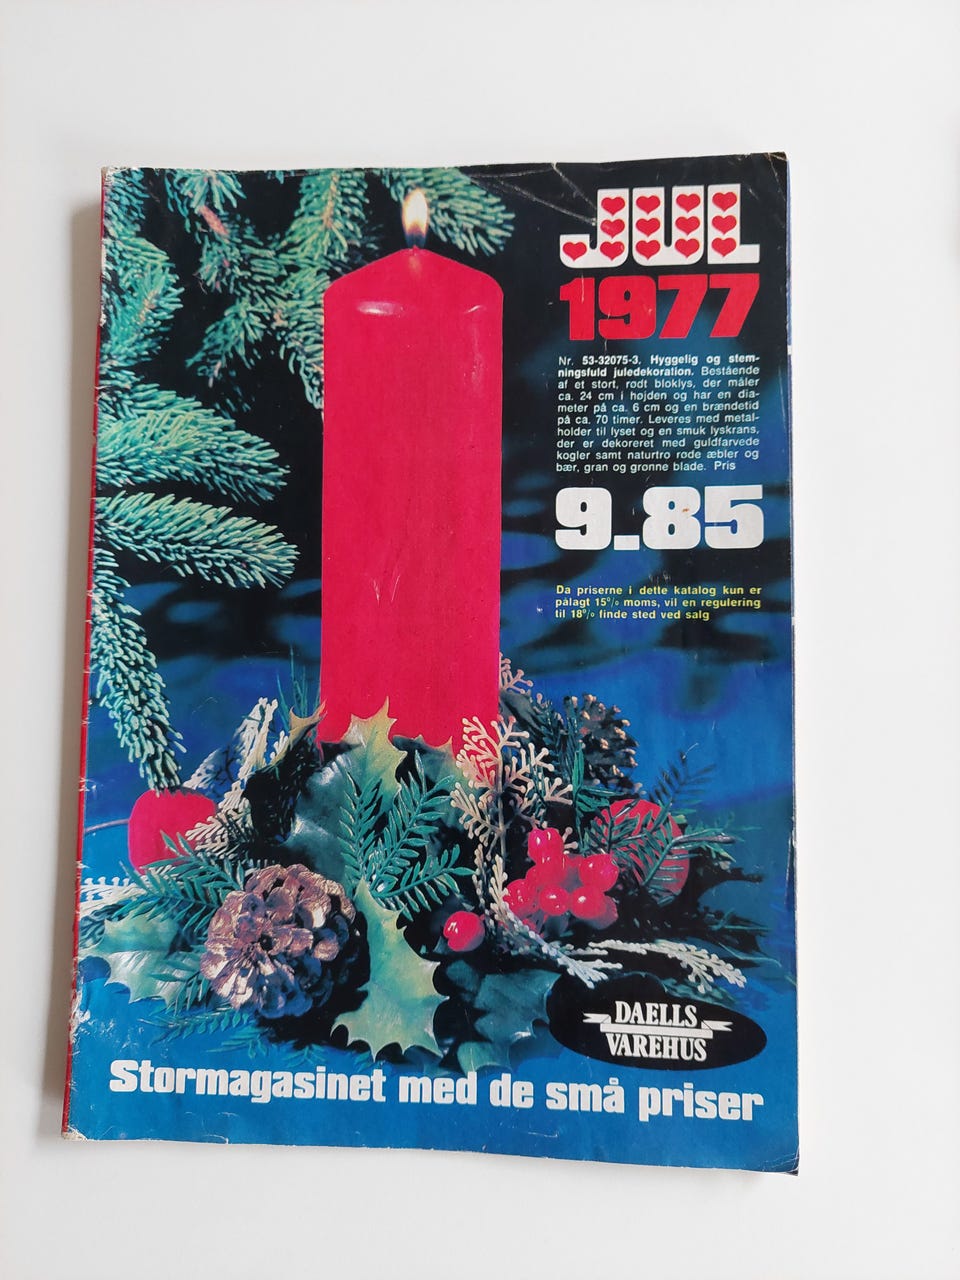 JUL
1977
Nr. 53-32075-3. Hyggelig og stem-
ningsfuld juledekoration. Bestående
af et stort, rødt bloklys, der måler
ca. 24 cm i højden og har en dia-
meter på ca. 6 cm og en brændetid
på ca. 70 timer. Leveres med metal-
holder til lyset og en smuk lyskrans,
der er dekoreret med guldfarvede
kogler samt naturtro røde æbler og
bær, gran og grønne blade. Pris
9.85
Da priserne i dette katalog kun er
pålagt 15% moms, vil en regulering
til 18% finde sted ved salg
DAELLS
VAREHUS
Stormagasinet med de små priser